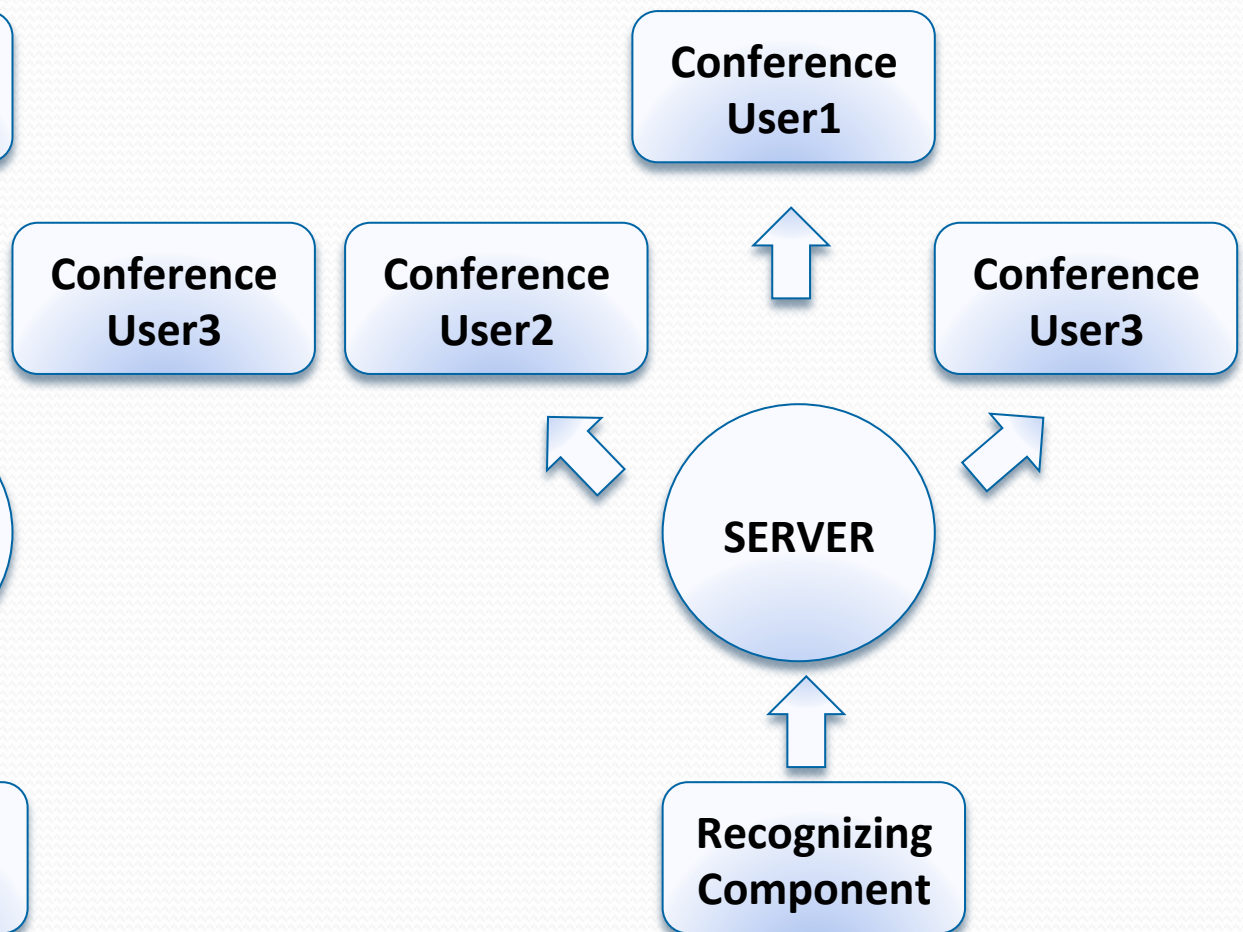 Conference
User1
Conference
User3
Conference
User2
Conference
User3
SERVER
Recognizing
Component